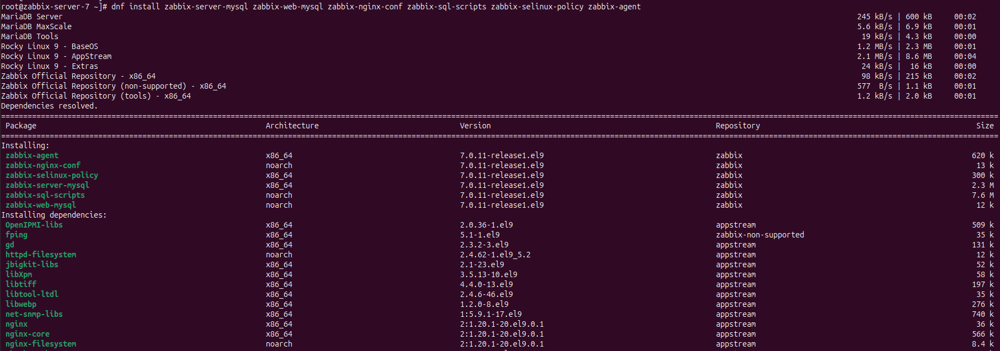 root@zabbix-server-7 ~]# dnf install zabbix-server-mysql zabbix-web-mysql zabbix-nginx-conf zabbix-sql-scripts zabbix-selinux-policy zabbix-agent
MariaDB Server 245 kB/s | 600 kB 00:02
MariaDB MaxScale 5.6 kB/s | 6.9 kB 00:01
MariaDB Tools 19 kB/s | 4.3 kB 00:00
Rocky Linux 9 - BaseOS 1.2 MB/s | 2.3 MB 00:01
Rocky Linux 9 - AppStream 2.1 MB/s | 8.6 MB 00:04
Rocky Linux 9 - Extras 24 kB/s | 16 kB 00:00
Zabbix Official Repository - x86_64 98 kB/s | 215 kB 00:02
Zabbix Official Repository (non-supported) - x86_64 577 B/s | 1.1 kB 00:01
Zabbix Official Repository (tools) - x86_64 1.2 kB/s | 2.0 kB 00:01
Dependencies resolved.
Package Architecture Version Repository Size
Installing:
zabbix-agent x86_64 7.0.11-release1.el9 zabbix 620 k
zabbix-nginx-conf noarch 7.0.11-release1.el9 zabbix 13 k
zabbix-selinux-policy x86_64 7.0.11-release1.el9 zabbix 300 k
zabbix-server-mysql x86_64 7.0.11-release1.el9 zabbix 2.3 M
zabbix-sql-scripts noarch 7.0.11-release1.el9 zabbix 7.6 M
zabbix-web-mysql noarch 7.0.11-release1.el9 zabbix 12 k
Installing dependencies:
OpenIPMI-libs x86_64 2.0.36-1.el9 appstream 509 k
fping x86_64 5.1-1.el9 zabbix-non-supported 35 k
gd x86_64 2.3.2-3.el9 appstream 131 k
httpd-filesystem noarch 2.4.62-1.el9_5.2 appstream 12 k
jbigkit-libs x86_64 2.1-23.el9 appstream 52 k
libXpm x86_64 3.5.13-10.el9 appstream 58 k
libtiff x86_64 4.4.0-13.el9 appstream 197 k
libtool-ltdl x86_64 2.4.6-46.el9 appstream 35 k
libwebp x86_64 1.2.0-8.el9 appstream 276 k
net-snmp-libs x86_64 1:5.9.1-17.el9 appstream 740 k
nginx x86_64 2:1.20.1-20.el9.0.1 appstream 36 k
nginx-core x86_64 2:1.20.1-20.el9.0.1 appstream 566 k
nginx-filesystem noarch 2:1.20.1-20.el9.0.1 appstream 8.4 k